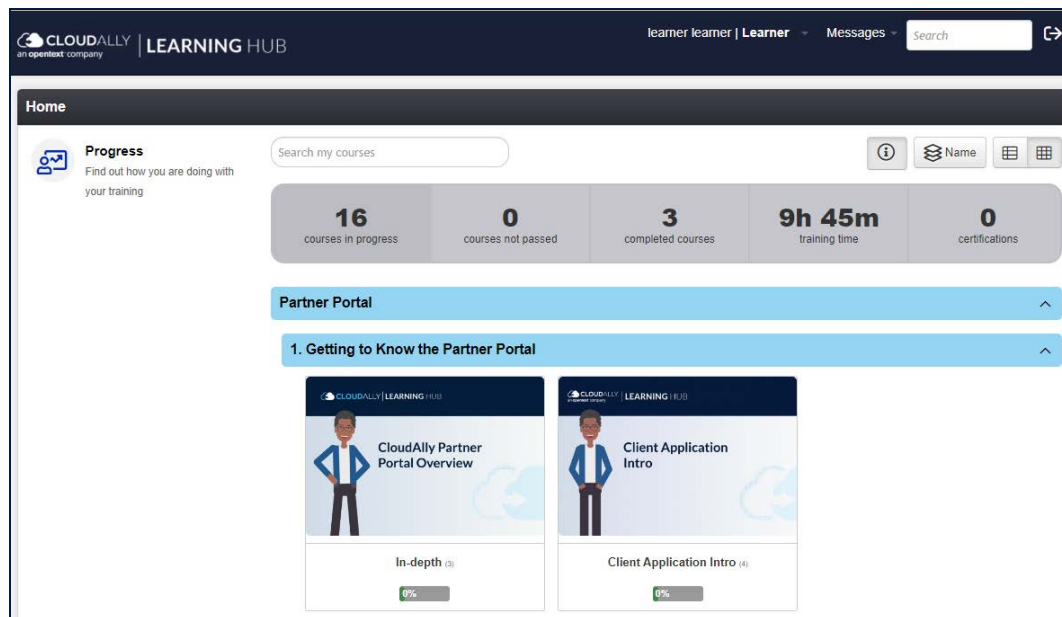 CLOUDALLY | LEARNING HUB
an opentext company
learner learner | Learner
Messages
Search
Home
Progress
Find out how you are doing with
your training
Search my courses
Name
16
courses in progress
0
courses not passed
3
completed courses
9h 45m
training time
0
certifications
Partner Portal
1. Getting to Know the Partner Portal
CLOUDALLY | LEARNING HUB
CloudAlly Partner
Portal Overview
In-depth (3)
0%
CLOUDALLY | LEARNING HUB
an opentext company
Client Application
Intro
Client Application Intro (4)
0%